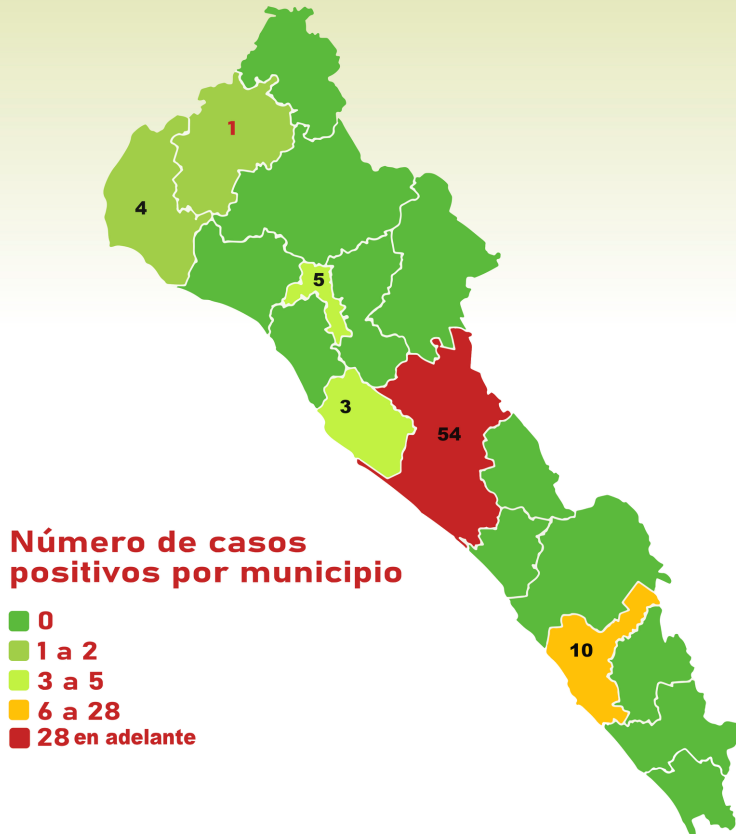 1
4
5
3
54
10
Número de casos
positivos por municipio
0
1 a 2
3 a 5
6 a 28
28 en adelante